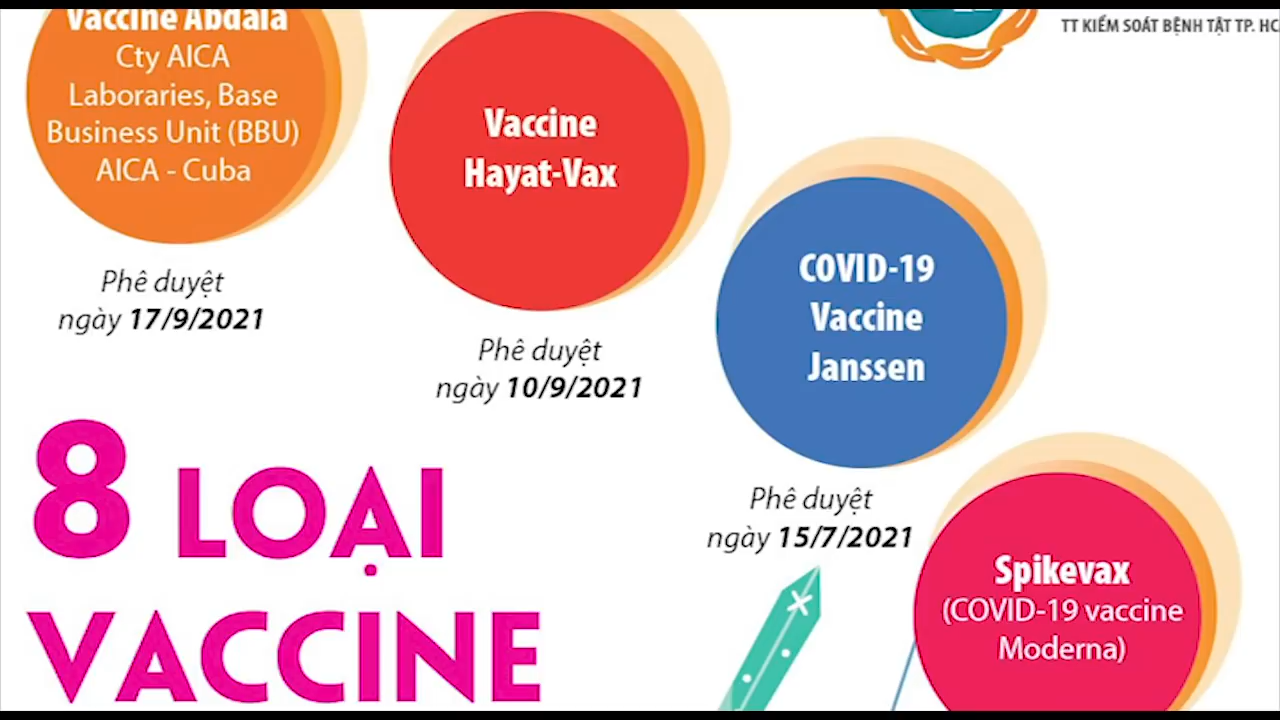 Vaccine Abdala
Cty AICA
Laboraries, Base
Business Unit (BBU)
AICA - Cuba
Phê duyệt
ngày 17/9/2021
Vaccine
Hayat-Vax
Phê duyệt
ngày 10/9/2021
TT KIỂM SOÁT BỆNH TẬT TP. HC
COVID-19
Vaccine
Janssen
Phê duyệt
ngày 15/7/2021
Spikevax
(COVID-19 vaccine
Moderna)
8 LOẠI
VACCINE